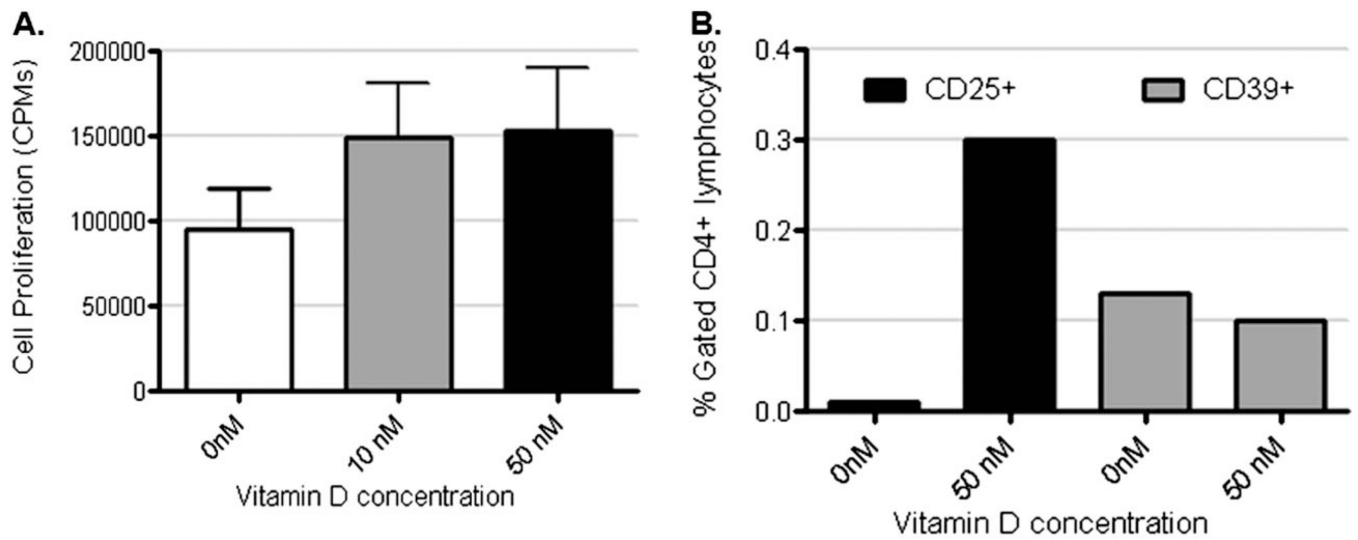 A.
Cell Proliferation (CPMs)
200000
150000
100000
50000
0
0nM
10 nM
50 nM
Vitamin D concentration
B.
% Gated CD4+ lymphocytes
0.4
0.3
0.2
0.1
0.0
CD25+
CD39+
0nM
50 nM
0nM
50 nM
Vitamin D concentration